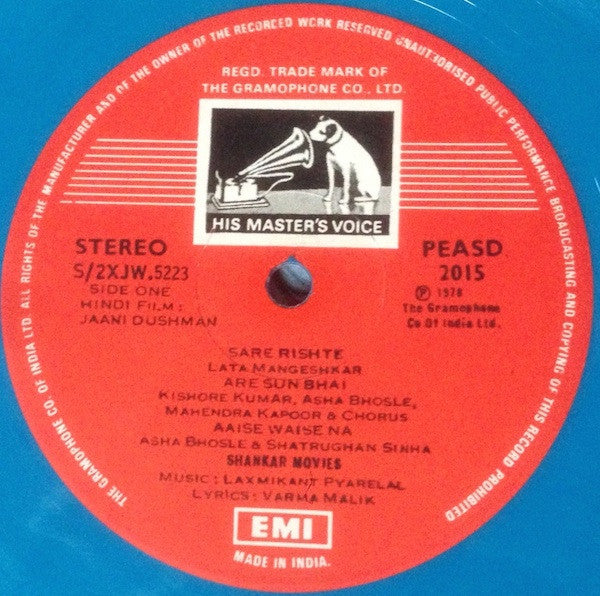 THE GRAMOPHONE CO. OF INDIA LTD. ALL RIGHTS OF THE MANUFACTURER AND OF THE OWNER OF THE RECORDED WORK RESERVED UNAUTHORISED PUBLIC PERFORMANCE BROADCASTING AND COPYING OF THIS RECORD PROHIBITED
REGD. TRADE MARK OF
THE GRAMOPHONE CO., LTD.
HIS MASTER'S VOICE
STEREO
S/2XJW.5223
SIDE ONE
HINDI FILM:
JAANI DUSHMAN
PEASD
2015
Ⓟ 1978
The Gramophone
Co Of India Ltd.
SARE RISHTE
LATA MANGESHKAR
ARE SUN BHAI
KISHORE KUMAR, ASHA BHOSLE,
MAHENDRA KAPOOR & CHORUS
AAISE WAISE NA
ASHA BHOSLE & SHATRUGHAN SINHA
SHANKAR MOVIES
MUSIC: LAXMIKANT PYARELAL
LYRICS: VARMA MALIK
EMI
MADE IN INDIA.